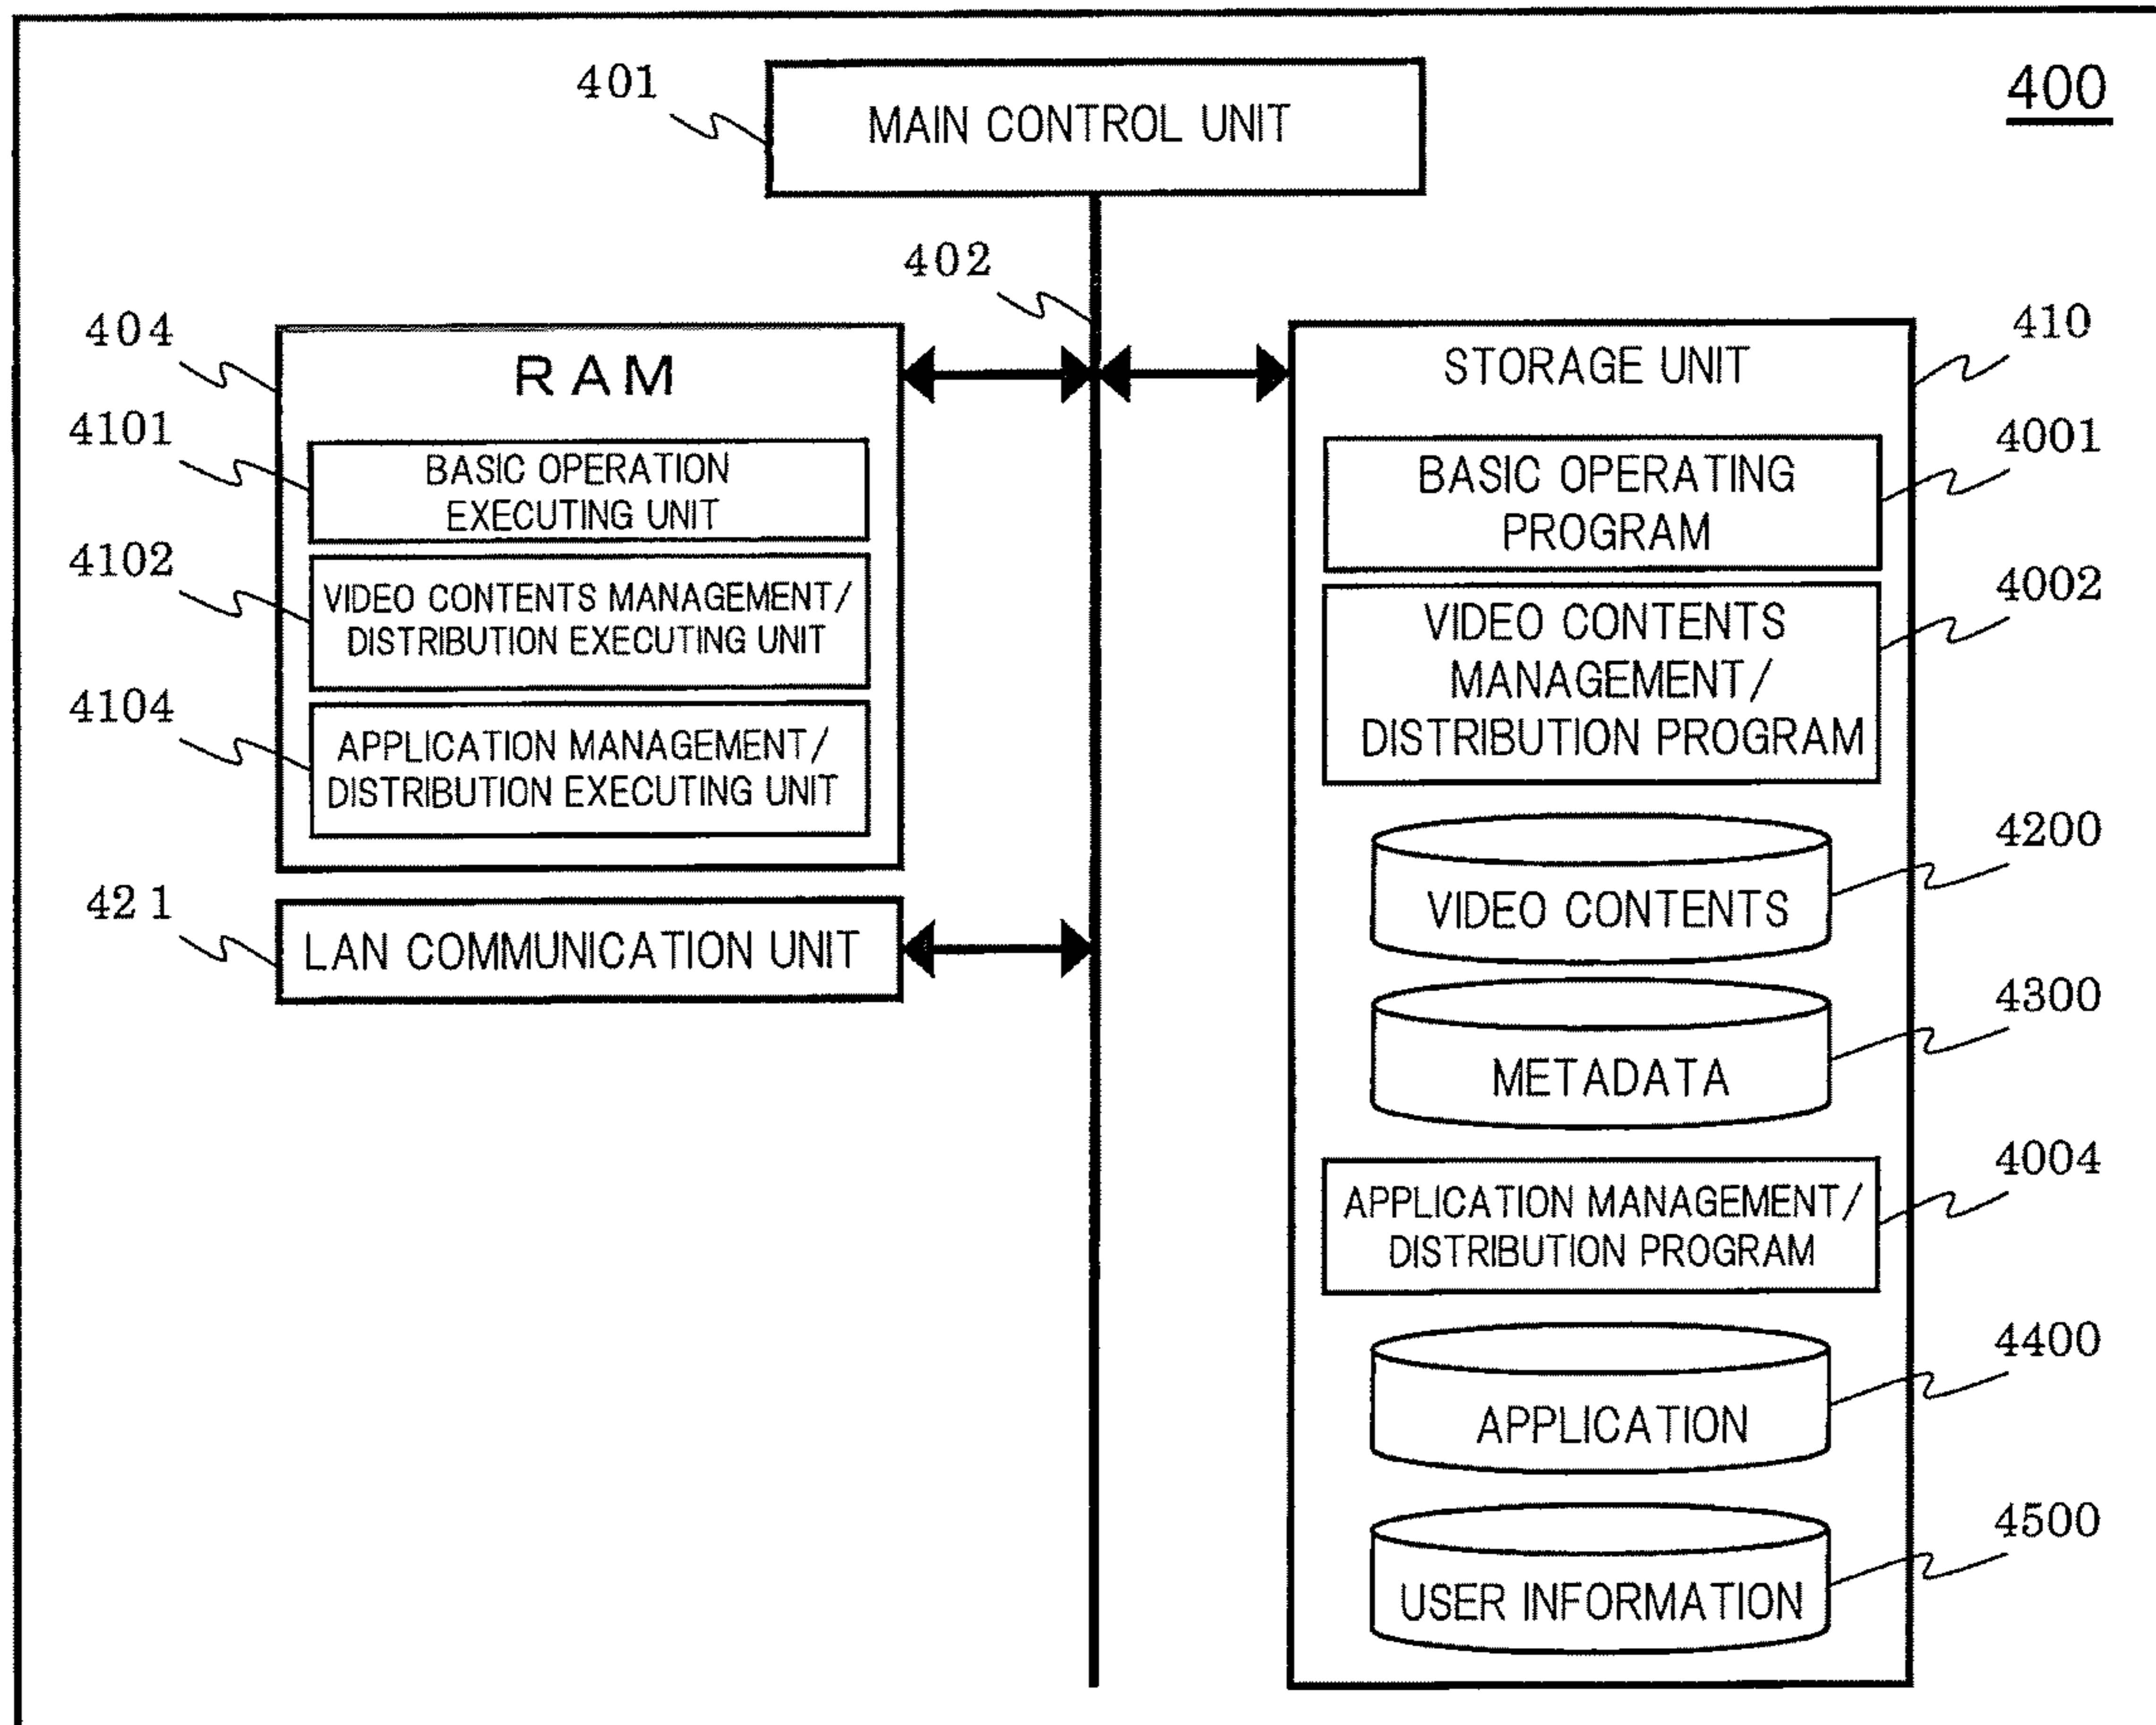 400
401
MAIN CONTROL UNIT
402
404
RAM
4101
BASIC OPERATION
EXECUTING UNIT
4102
VIDEO CONTENTS MANAGEMENT/
DISTRIBUTION EXECUTING UNIT
4104
APPLICATION MANAGEMENT/
DISTRIBUTION EXECUTING UNIT
421
LAN COMMUNICATION UNIT
410
STORAGE UNIT
4001
BASIC OPERATING
PROGRAM
4002
VIDEO CONTENTS
MANAGEMENT/
DISTRIBUTION PROGRAM
4200
VIDEO CONTENTS
4300
METADATA
4004
APPLICATION MANAGEMENT/
DISTRIBUTION PROGRAM
4400
APPLICATION
4500
USER INFORMATION